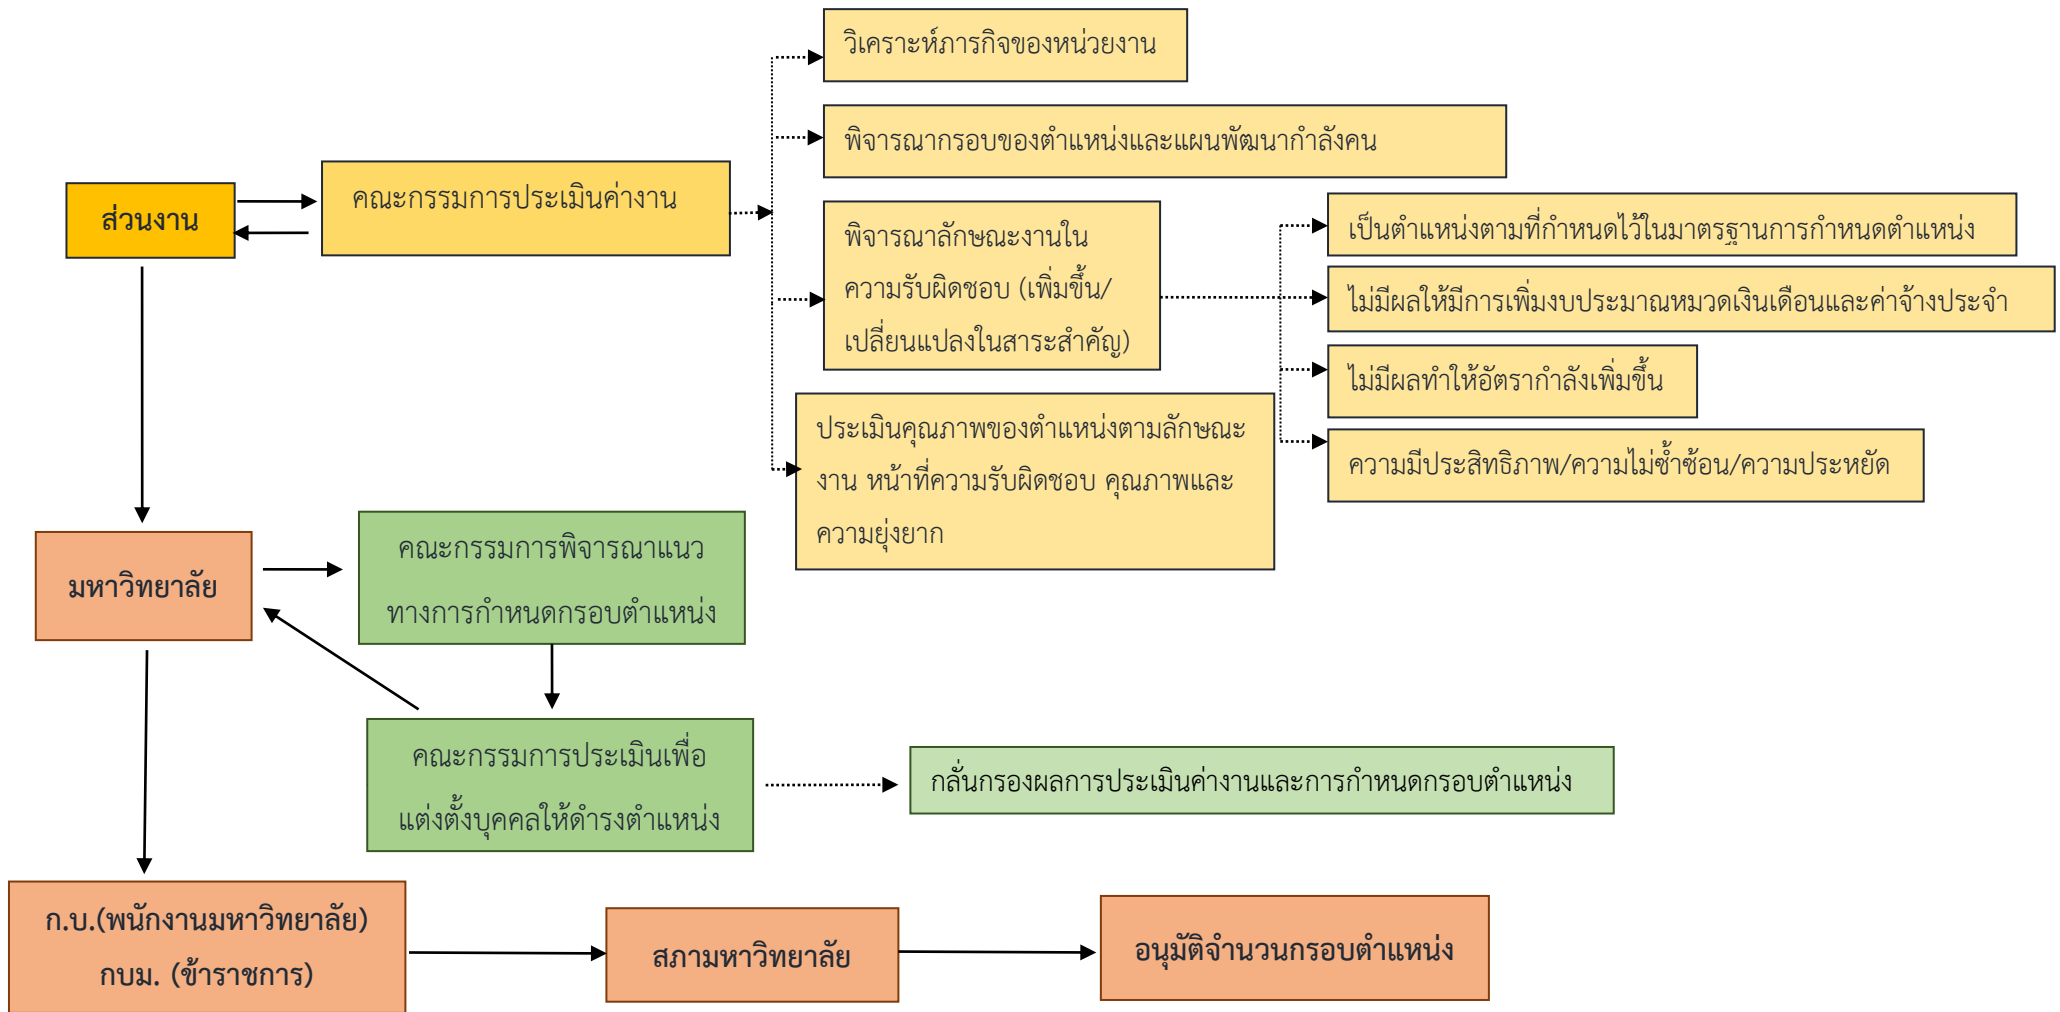 วิเคราะห์ภารกิจของหน่วยงาน
พิจารณากรอบของตำแหน่งและแผนพัฒนากำลังคน
คณะกรรมการประเมินค่างาน
ส่วนงาน
พิจารณาลักษณะงานใน
ความรับผิดชอบ (เพิ่มขึ้น/
เปลี่ยนแปลงในสาระสำคัญ)
เป็นตำแหน่งตามที่กำหนดไว้ในมาตรฐานการกำหนดตำแหน่ง
ไม่มีผลให้มีการเพิ่มงบประมาณหมวดเงินเดือนและค่าจ้างประจำ
ไม่มีผลทำให้อัตรากำลังเพิ่มขึ้น
ความมีประสิทธิภาพ/ความไม่ซ้ำซ้อน/ความประหยัด
ประเมินคุณภาพของตำแหน่งตามลักษณะ
งาน หน้าที่ความรับผิดชอบ คุณภาพและ
ความยุ่งยาก
มหาวิทยาลัย
คณะกรรมการพิจารณาแนว
ทางการกำหนดกรอบตำแหน่ง
คณะกรรมการประเมินเพื่อ
แต่งตั้งบุคคลให้ดำรงตำแหน่ง
กลั่นกรองผลการประเมินค่างานและการกำหนดกรอบตำแหน่ง
ก.บ.(พนักงานมหาวิทยาลัย)
กบม. (ข้าราชการ)
สภามหาวิทยาลัย
อนุมัติจำนวนกรอบตำแหน่ง